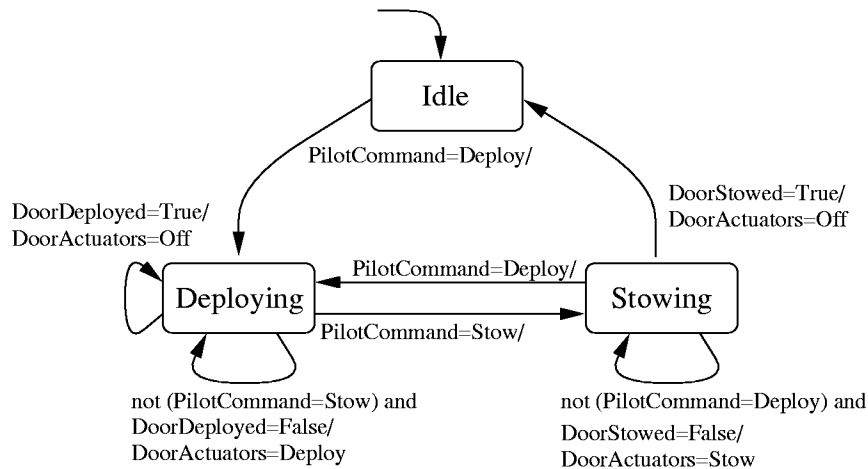 Idle
PilotCommand=Deploy/
DoorStowed=True/
DoorActuators=Off
DoorDeployed=True/
DoorActuators=Off
PilotCommand=Deploy/
Deploying
Stowing
PilotCommand=Stow/
not (PilotCommand=Stow) and
DoorDeployed=False/
DoorActuators=Deploy
not (PilotCommand=Deploy) and
DoorStowed=False/
DoorActuators=Stow